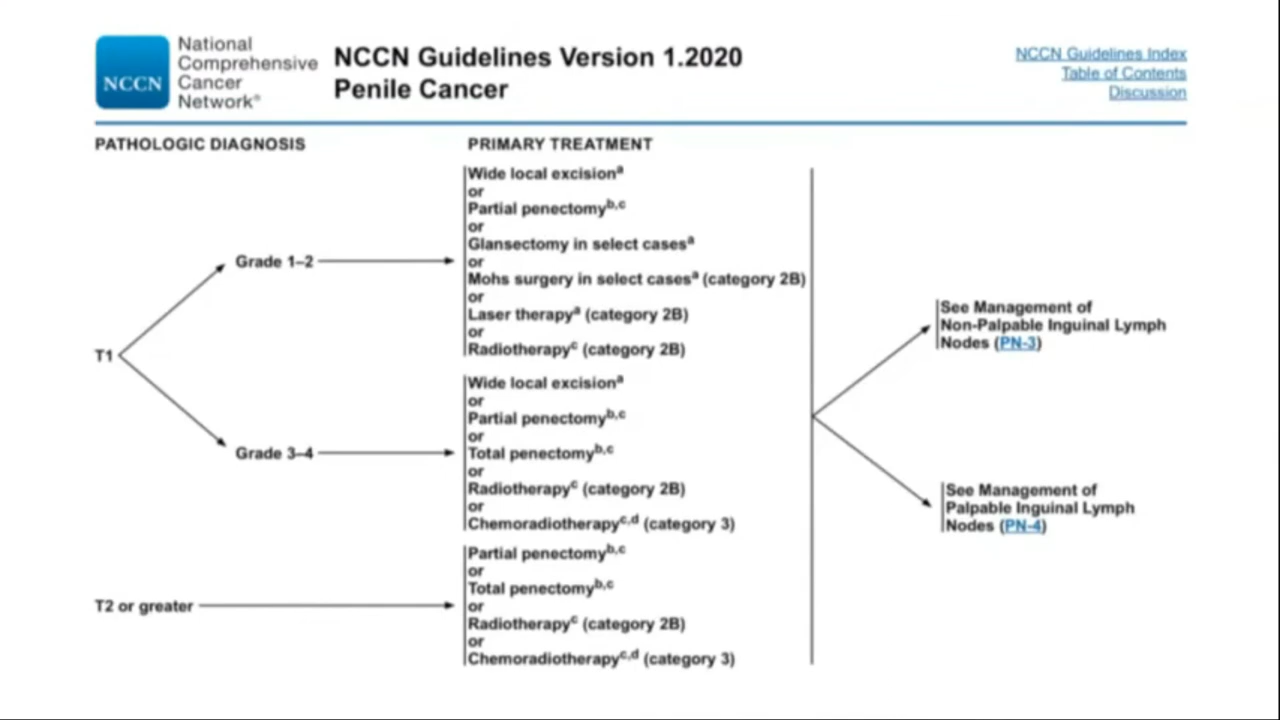 NCCN
National
Comprehensive
Cancer
Network®
NCCN Guidelines Version 1.2020
Penile Cancer
NCCN Guidelines Index
Table of Contents
Discussion
PATHOLOGIC DIAGNOSIS
PRIMARY TREATMENT
T1
Grade 1–2
Wide local excisionᵃ
or
Partial penectomyᵇ,ᶜ
or
Glansectomy in select casesᵃ
or
Mohs surgery in select casesᵃ (category 2B)
or
Laser therapyᵃ (category 2B)
or
Radiotherapyᶜ (category 2B)
Grade 3–4
Wide local excisionᵃ
or
Partial penectomyᵇ,ᶜ
or
Total penectomyᵇ,ᶜ
or
Radiotherapyᶜ (category 2B)
or
Chemoradiotherapyᶜ,ᵈ (category 3)
T2 or greater
Partial penectomyᵇ,ᶜ
or
Total penectomyᵇ,ᶜ
or
Radiotherapyᶜ (category 2B)
or
Chemoradiotherapyᶜ,ᵈ (category 3)
See Management of
Non-Palpable Inguinal Lymph
Nodes (PN-3)
See Management of
Palpable Inguinal Lymph
Nodes (PN-4)